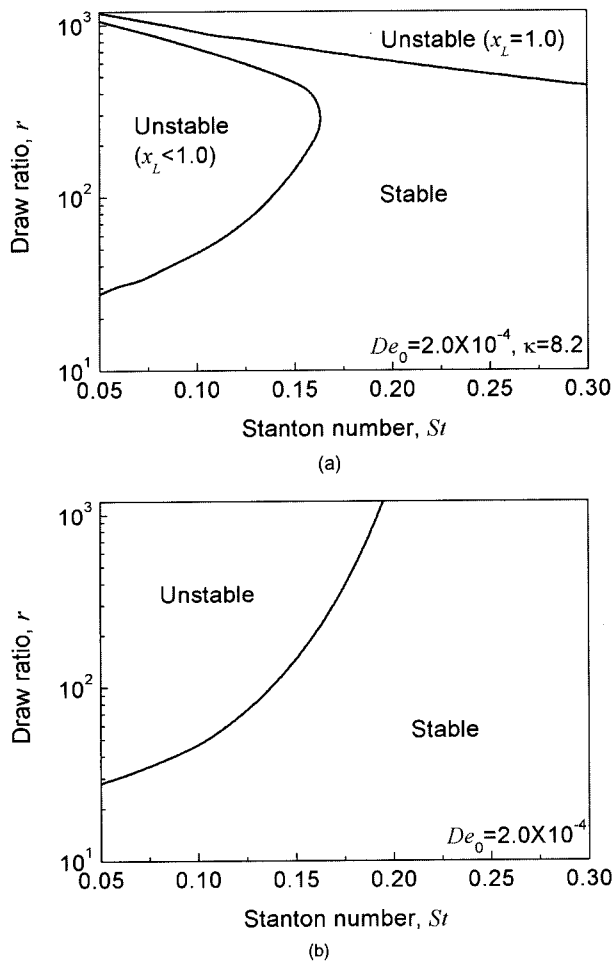 10³
Unstable (x_L=1.0)
Unstable
(x_L<1.0)
Draw ratio, r
10²
Stable
De₀=2.0X10⁻⁴, κ=8.2
10¹
0.05 0.10 0.15 0.20 0.25 0.30
Stanton number, St
(a)
10³
Unstable
Draw ratio, r
10²
Stable
De₀=2.0X10⁻⁴
10¹
0.05 0.10 0.15 0.20 0.25 0.30
Stanton number, St
(b)